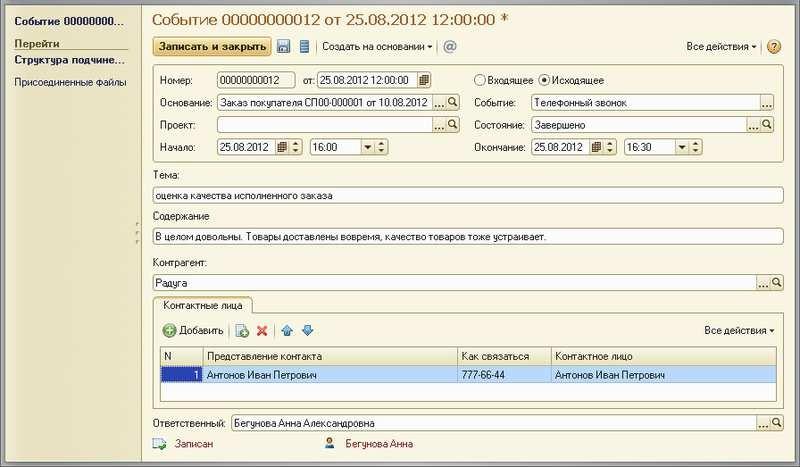 Событие 00000000...
Перейти
Структура подчине...
Присоединенные файлы
Событие 00000000012 от 25.08.2012 12:00:00 *
Записать и закрыть Создать на основании @ Все действия ?
Номер: 00000000012 от: 25.08.2012 12:00:00 Входящее Исходящее
Основание: Заказ покупателя СП00-000001 от 10.08.2012 ... Событие: Телефонный звонок ...
Проект: ... Состояние: Завершено ...
Начало: 25.08.2012 16:00 Окончание: 25.08.2012 16:30
Тема:
оценка качества исполненного заказа
Содержание
В целом довольны. Товары доставлены вовремя, качество товаров тоже устраивает.
Контрагент:
Радуга ...
Контактные лица
Добавить Все действия
N Представление контакта Как связаться Контактное лицо
1 Антонов Иван Петрович 777-66-44 Антонов Иван Петрович
Ответственный: Бегунова Анна Александровна ...
Записан Бегунова Анна